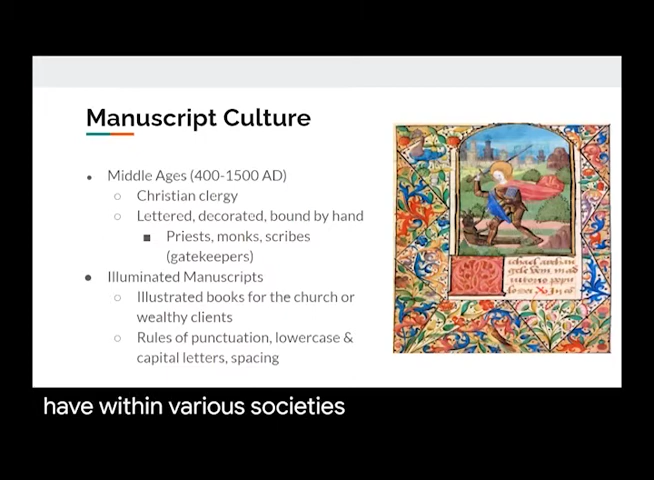 Manuscript Culture
● Middle Ages (400-1500 AD)
○ Christian clergy
○ Lettered, decorated, bound by hand
■ Priests, monks, scribes
(gatekeepers)
● Illuminated Manuscripts
○ Illustrated books for the church or
wealthy clients
○ Rules of punctuation, lowercase &
capital letters, spacing
have within various societies